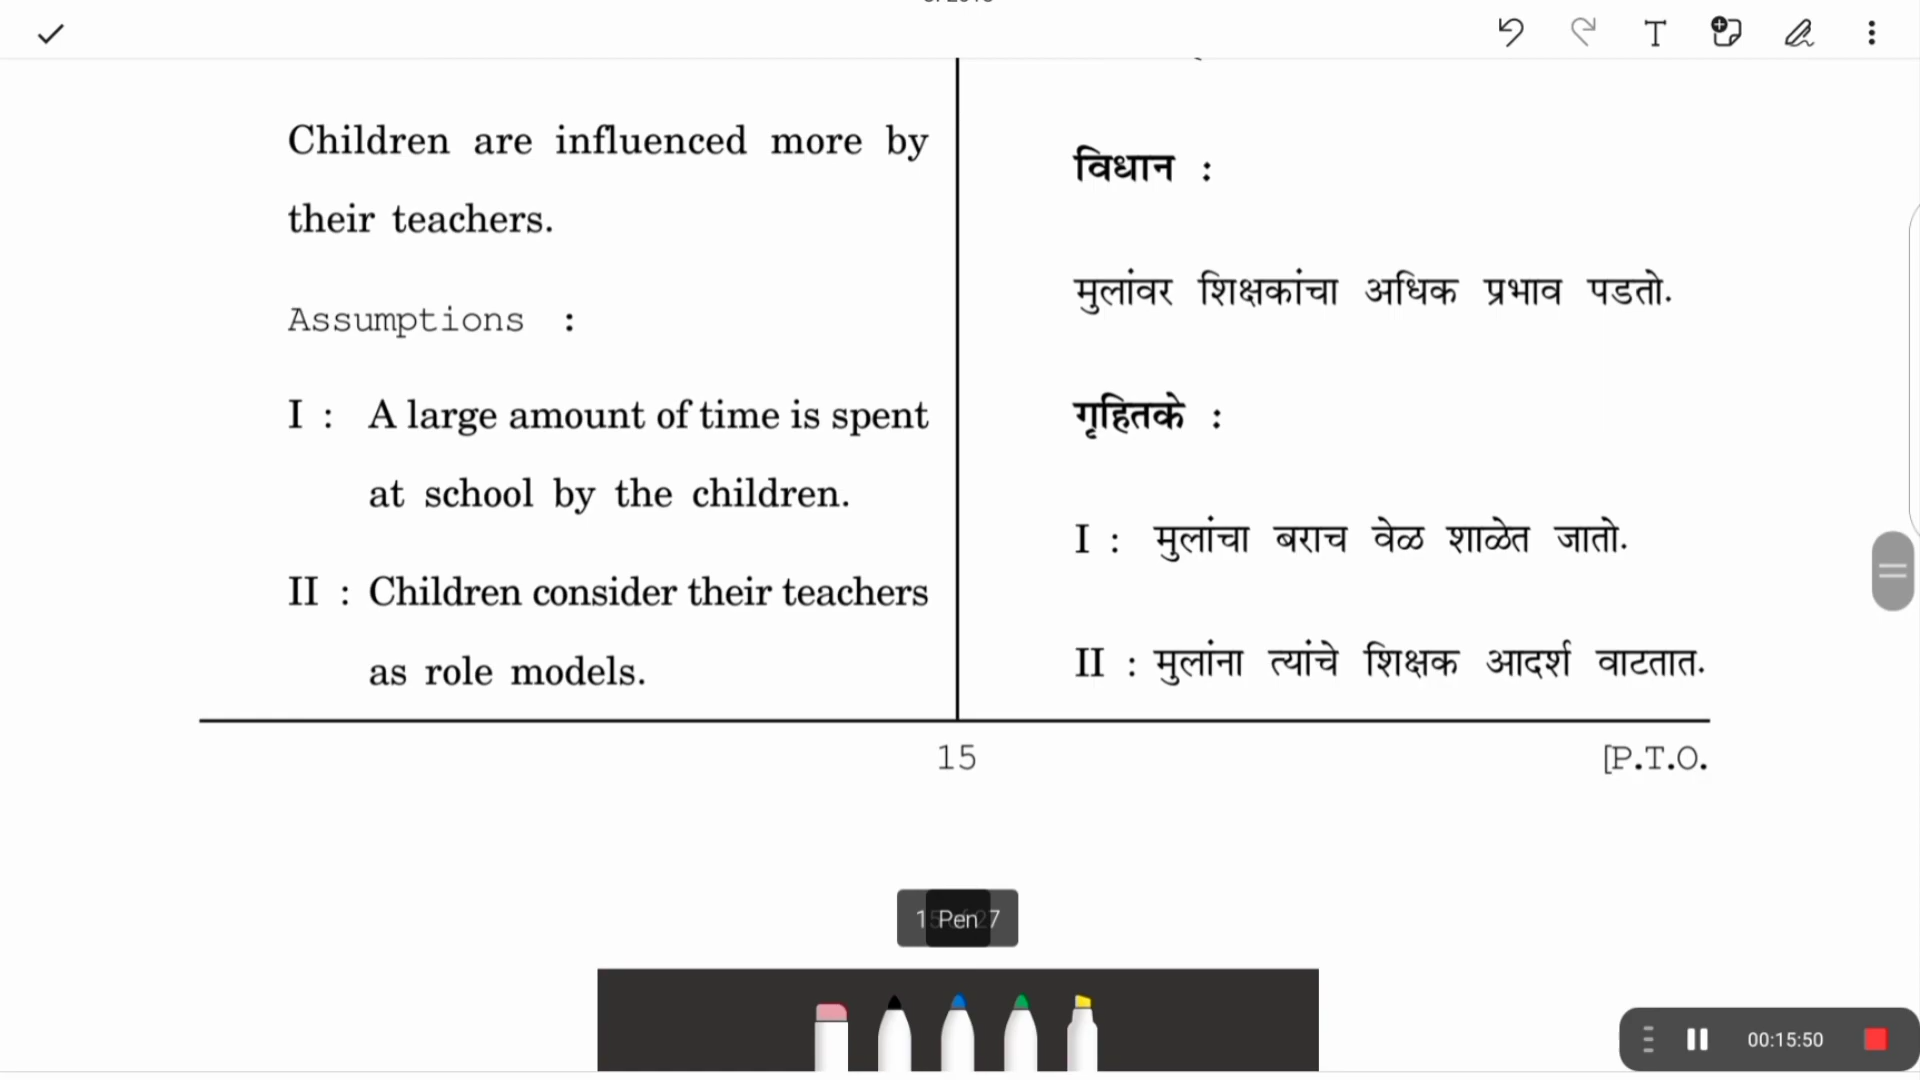 Children are influenced more by
their teachers.
Assumptions :
I : A large amount of time is spent
at school by the children.
II : Children consider their teachers
as role models.
विधान :
मुलांवर शिक्षकांचा अधिक प्रभाव पडतो.
गृहितके :
I : मुलांचा बराच वेळ शाळेत जातो.
II : मुलांना त्यांचे शिक्षक आदर्श वाटतात.
15
[P.T.O.
Pen
00:15:50